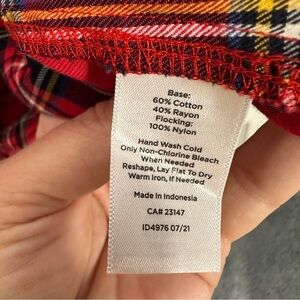 Base:
60% Cotton
40% Rayon
Flocking:
100% Nylon
Hand Wash Cold
Only Non-Chlorine Bleach
When Needed
Reshape, Lay Flat To Dry
Warm Iron, If Needed
Made in Indonesia
CA# 23147
ID4976 07/21